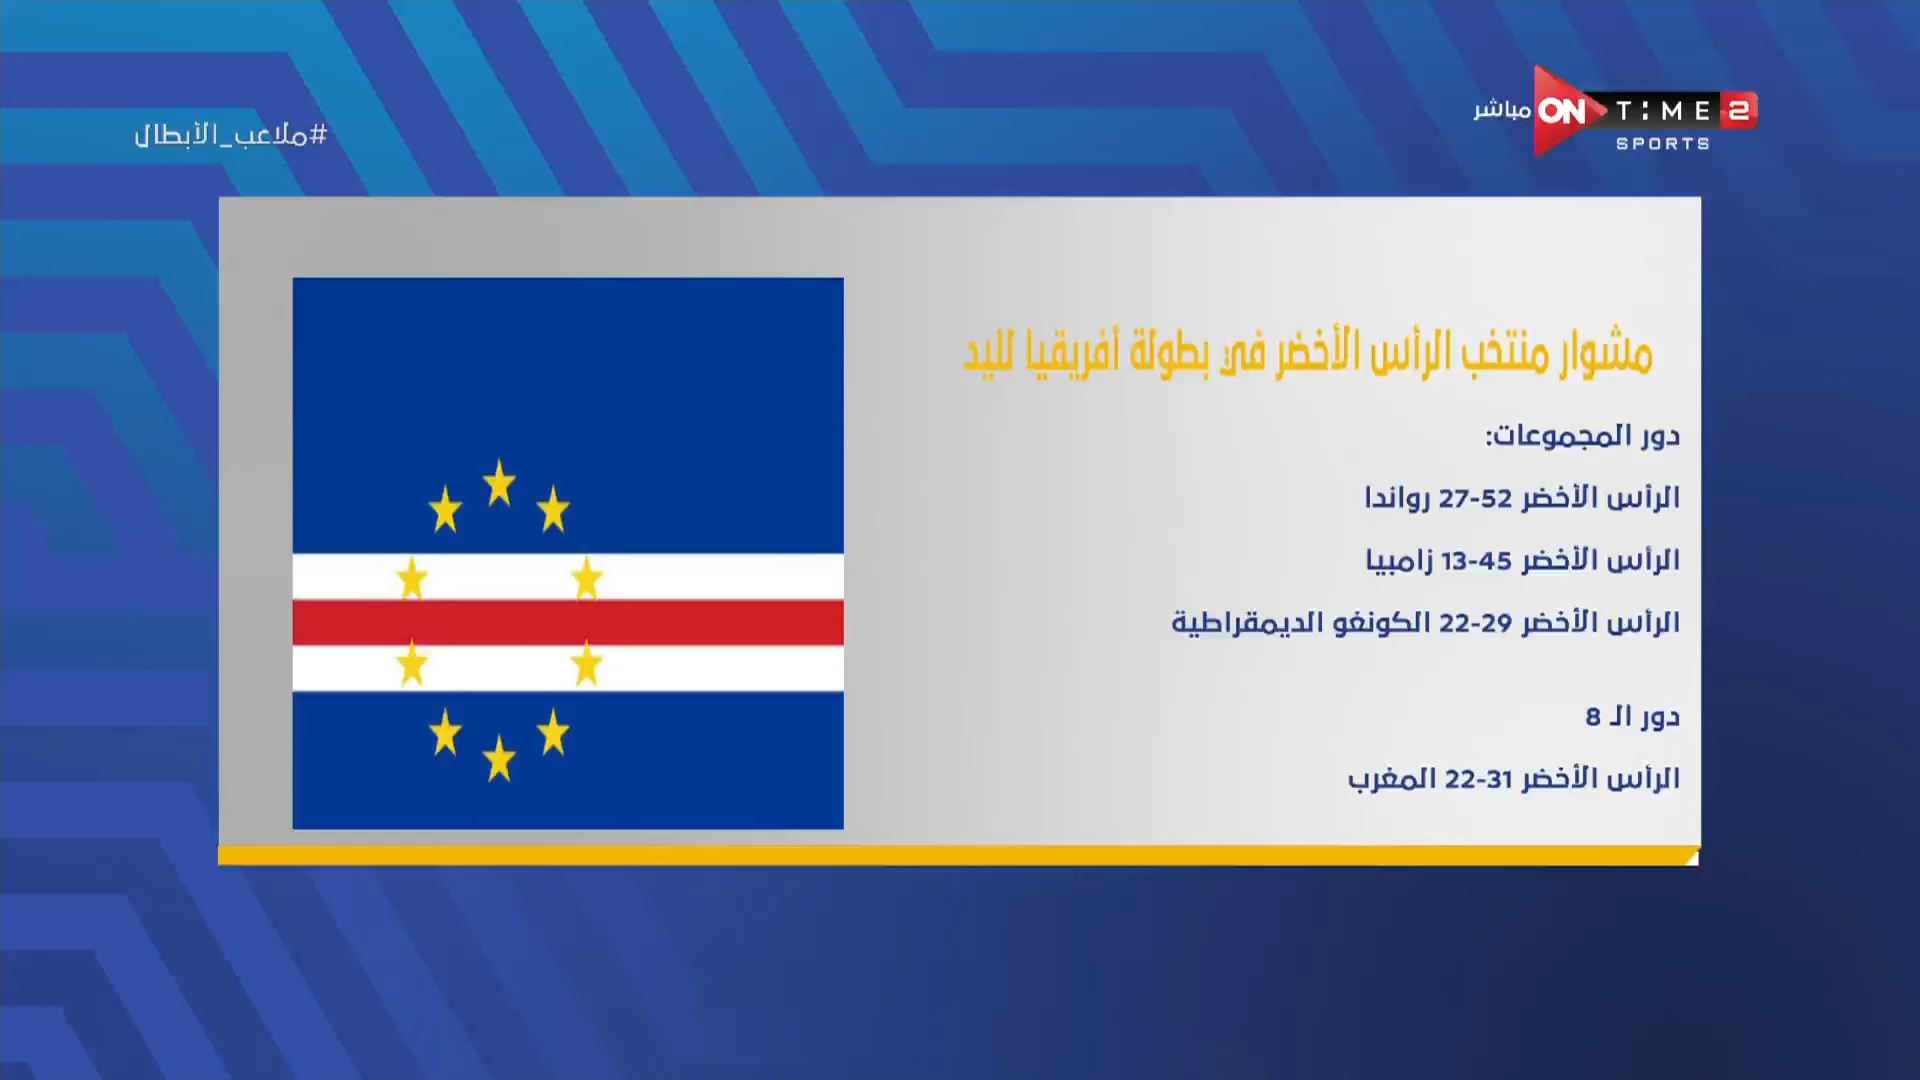 #ملاعب_الأبطال
مباشر ON TIME 2
SPORTS
مشوار منتخب الرأس الأخضر في بطولة أفريقيا لليد
دور المجموعات:
الرأس الأخضر 52-27 رواندا
الرأس الأخضر 45-13 زامبيا
الرأس الأخضر 29-22 الكونغو الديمقراطية
دور الـ 8
الرأس الأخضر 31-22 المغرب